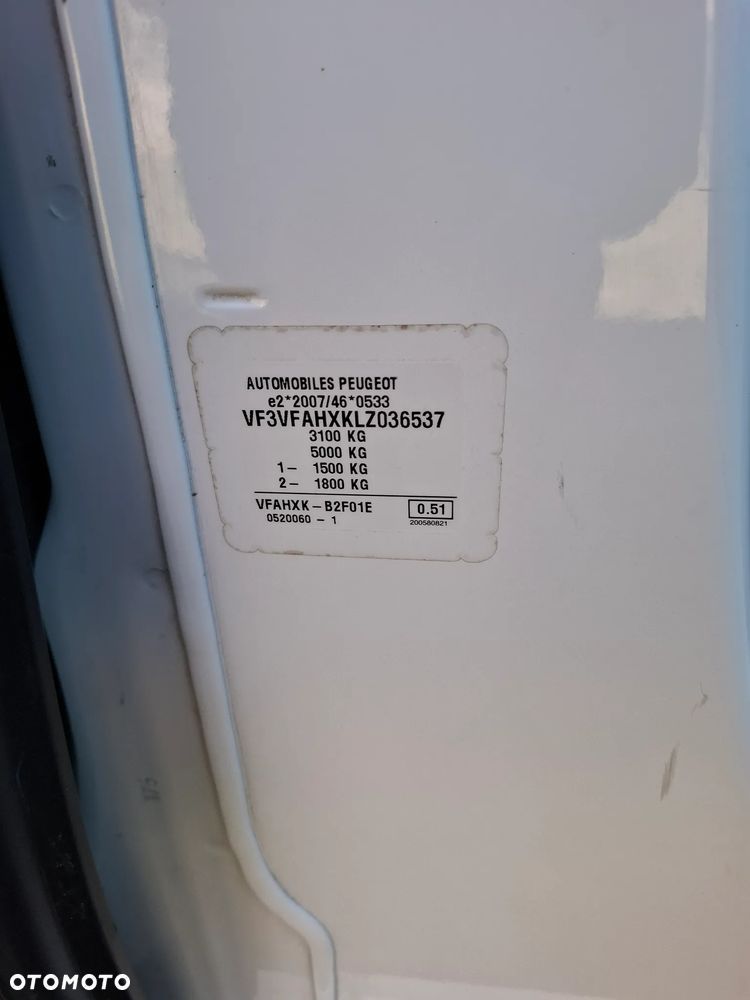 AUTOMOBILES PEUGEOT
e2*2007/46*0533
VF3VFAHXKLZ036537
3100 KG
5000 KG
1- 1500 KG
2- 1800 KG
VFAHXK-B2F01E 0.51
0520060 - 1 200580821
OTOMOTO